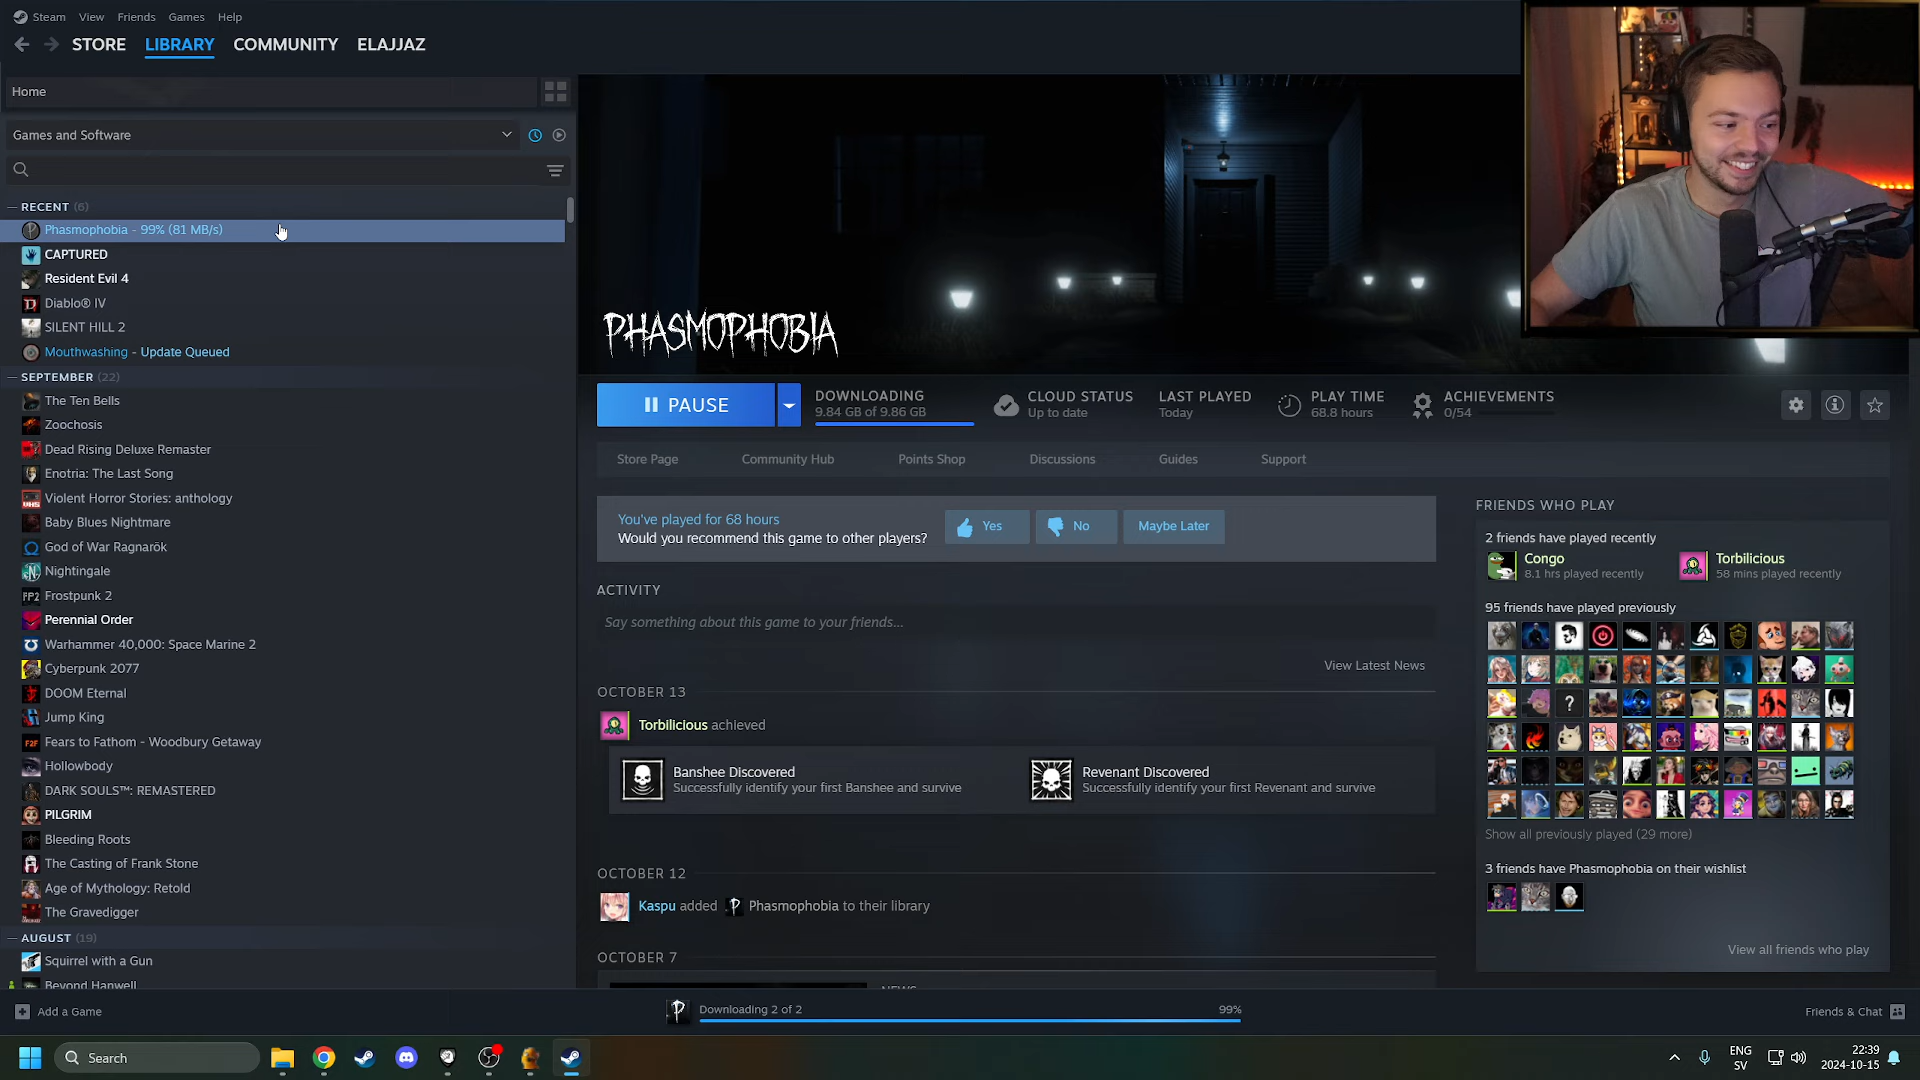 Steam View Friends Games Help
STORE LIBRARY COMMUNITY ELAJJAZ
Home
Games and Software
RECENT (6)
Phasmophobia - 99% (81 MB/s)
CAPTURED
Resident Evil 4
Diablo® IV
SILENT HILL 2
Mouthwashing - Update Queued
SEPTEMBER (22)
The Ten Bells
Zoochosis
Dead Rising Deluxe Remaster
Enotria: The Last Song
Violent Horror Stories: anthology
Baby Blues Nightmare
God of War Ragnarök
Nightingale
Frostpunk 2
Perennial Order
Warhammer 40,000: Space Marine 2
Cyberpunk 2077
DOOM Eternal
Jump King
Fears to Fathom - Woodbury Getaway
Hollowbody
DARK SOULS™: REMASTERED
PILGRIM
Bleeding Roots
The Casting of Frank Stone
Age of Mythology: Retold
The Gravedigger
AUGUST (19)
Squirrel with a Gun
Beyond Hanwell
Add a Game
PHASMOPHOBIA
PAUSE
DOWNLOADING
9.84 GB of 9.86 GB
CLOUD STATUS
Up to date
LAST PLAYED
Today
PLAY TIME
68.8 hours
ACHIEVEMENTS
0/54
Store Page Community Hub Points Shop Discussions Guides Support
You've played for 68 hours
Would you recommend this game to other players?
Yes No Maybe Later
ACTIVITY
Say something about this game to your friends...
View Latest News
OCTOBER 13
Torbilicious achieved
Banshee Discovered
Successfully identify your first Banshee and survive
Revenant Discovered
Successfully identify your first Revenant and survive
OCTOBER 12
Kaspu added Phasmophobia to their library
OCTOBER 7
NEWS
FRIENDS WHO PLAY
2 friends have played recently
Congo
8.1 hrs played recently
Torbilicious
58 mins played recently
95 friends have played previously
Show all previously played (29 more)
3 friends have Phasmophobia on their wishlist
View all friends who play
Downloading 2 of 2 99%
Friends & Chat
Search
ENG
SV
22:39
2024-10-15